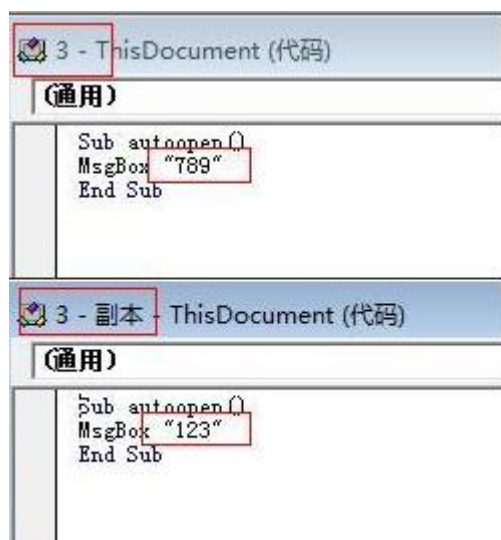 3 - ThisDocument (代码)
(通用)
Sub autoopen()
MsgBox "789"
End Sub
3 - 副本 - ThisDocument (代码)
(通用)
Sub autoopen()
MsgBox "123"
End Sub